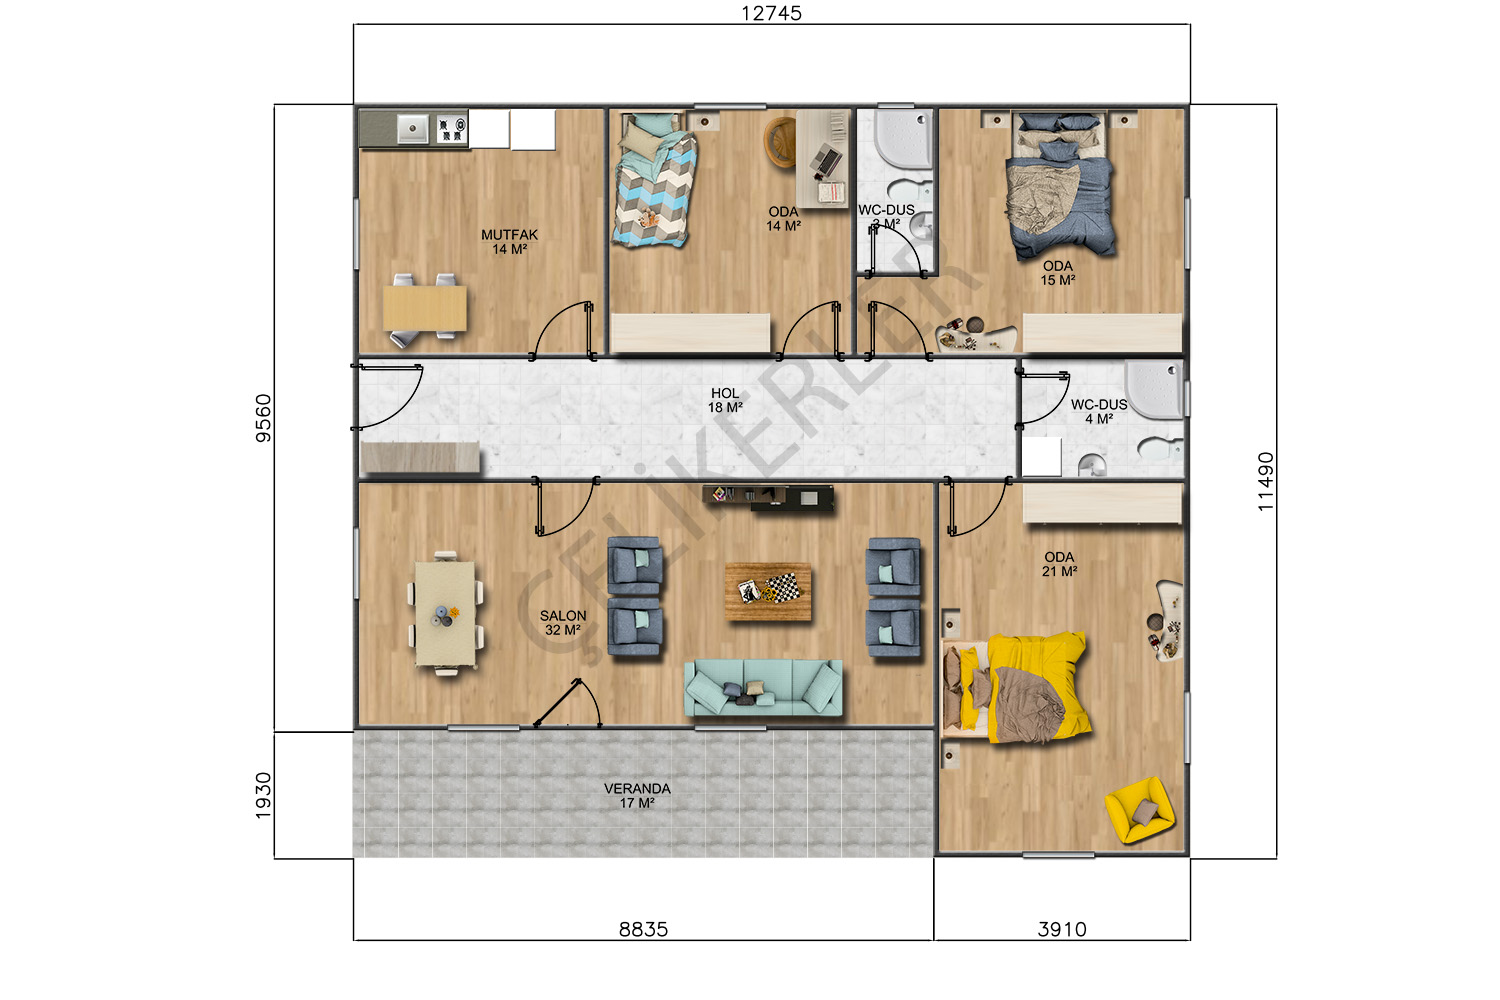 12745
MUTFAK
14 M²
ODA
14 M²
WC-DUS
3 M²
ODA
15 M²
HOL
18 M²
WC-DUS
4 M²
9560
11490
ÇELİKERLER
ODA
21 M²
SALON
32 M²
VERANDA
17 M²
1930
8835
3910